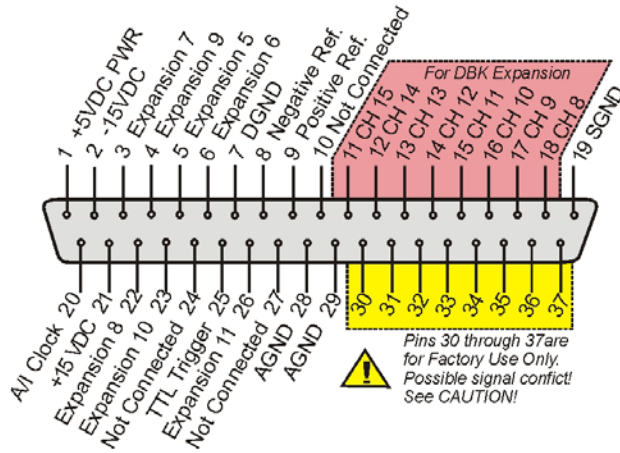 For DBK Expansion
1 +5VDC PWR
2 -15VDC
3 Expansion 7
4 Expansion 9
5 Expansion 5
6 Expansion 6
7 DGND
8 Negative Ref.
9 Positive Ref.
10 Not Connected
11 CH 15
12 CH 14
13 CH 13
14 CH 12
15 CH 11
16 CH 10
17 CH 9
18 CH 8
19 SGND
A/I Clock 20
+15 VDC 21
Expansion 8 22
Expansion 10 23
Not Connected 24
TTL Trigger 25
Expansion 11 26
Not Connected 27
AGND 28
AGND 29
30
31
32
33
34
35
36
37
! Pins 30 through 37are
for Factory Use Only.
Possible signal confict!
See CAUTION!